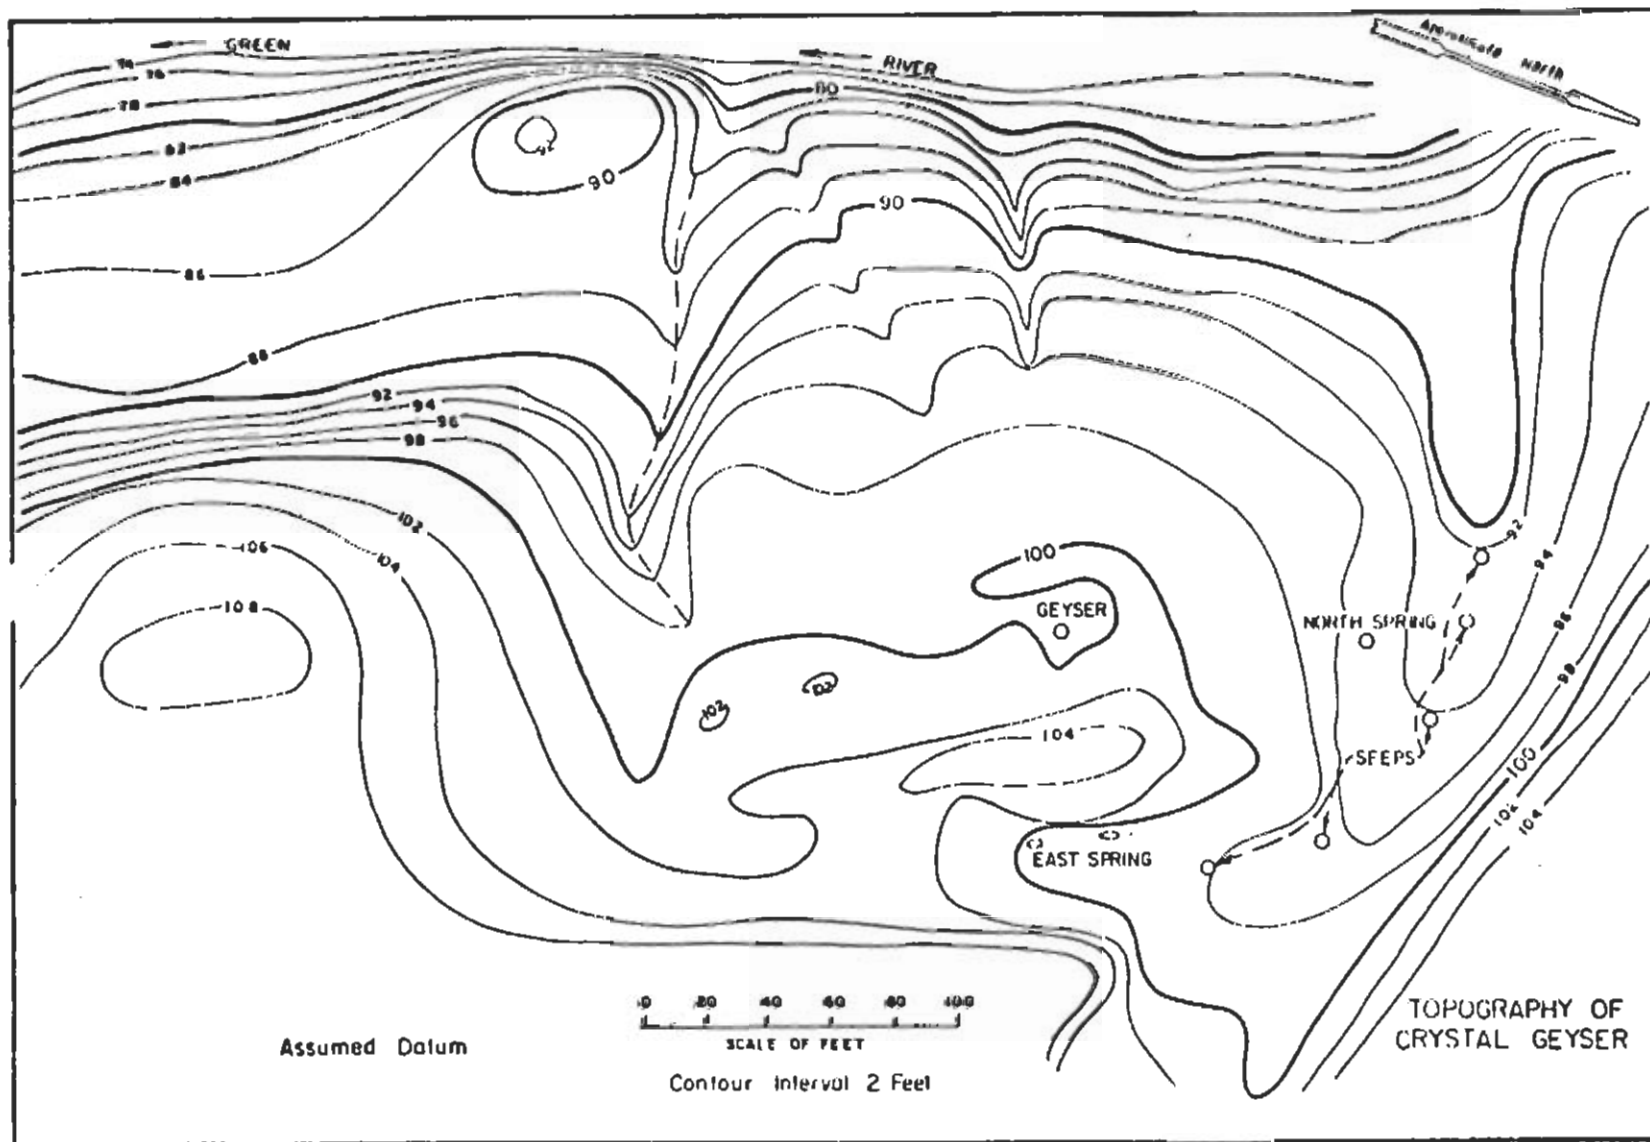 GREEN
RIVER
Approximate North
74
76
78
80
82
84
92
90
90
86
88
92
94
96
98
102
106
104
108
100
GEYSER
NORTH SPRING
92
94
96
98
102
102
104
SEEPS
100
102
104
EAST SPRING
0 20 40 60 80 100
SCALE OF FEET
Assumed Datum
Contour Interval 2 Feet
TOPOGRAPHY OF
CRYSTAL GEYSER